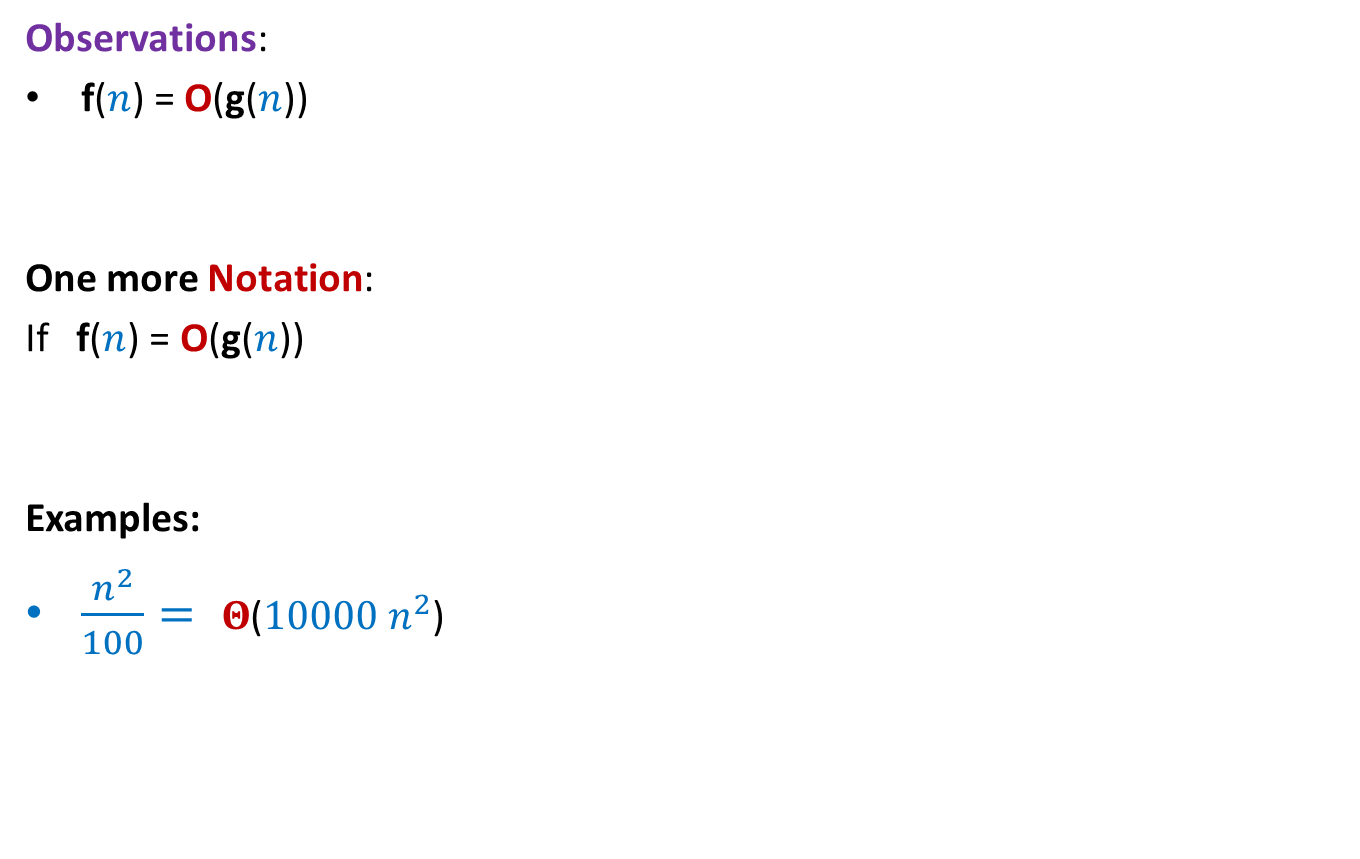 Observations:
• f(n) = O(g(n))
One more Notation:
If f(n) = O(g(n))
Examples:
• n²/100 = Θ(10000 n²)